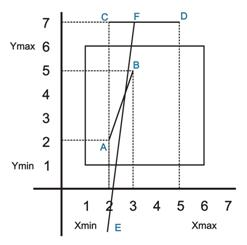 C F D
7
Ymax 6
5 B
4
3
2
A
Ymin 1
1 2 3 4 5 6 7
Xmin E Xmax